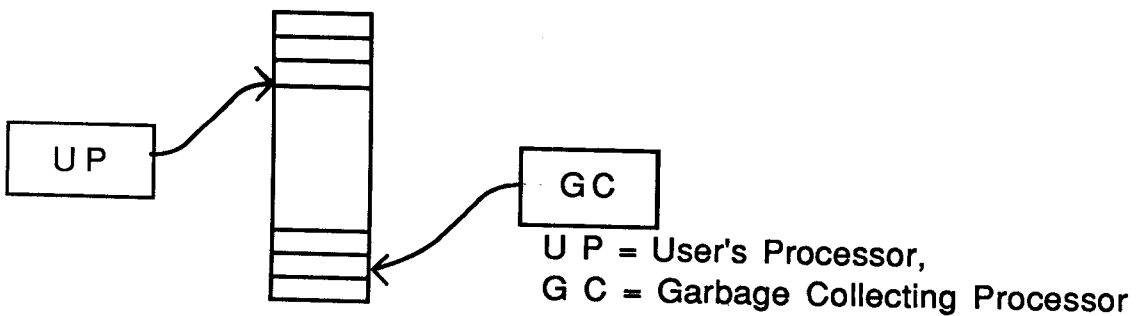 UP
GC
U P = User's Processor,
G C = Garbage Collecting Processor